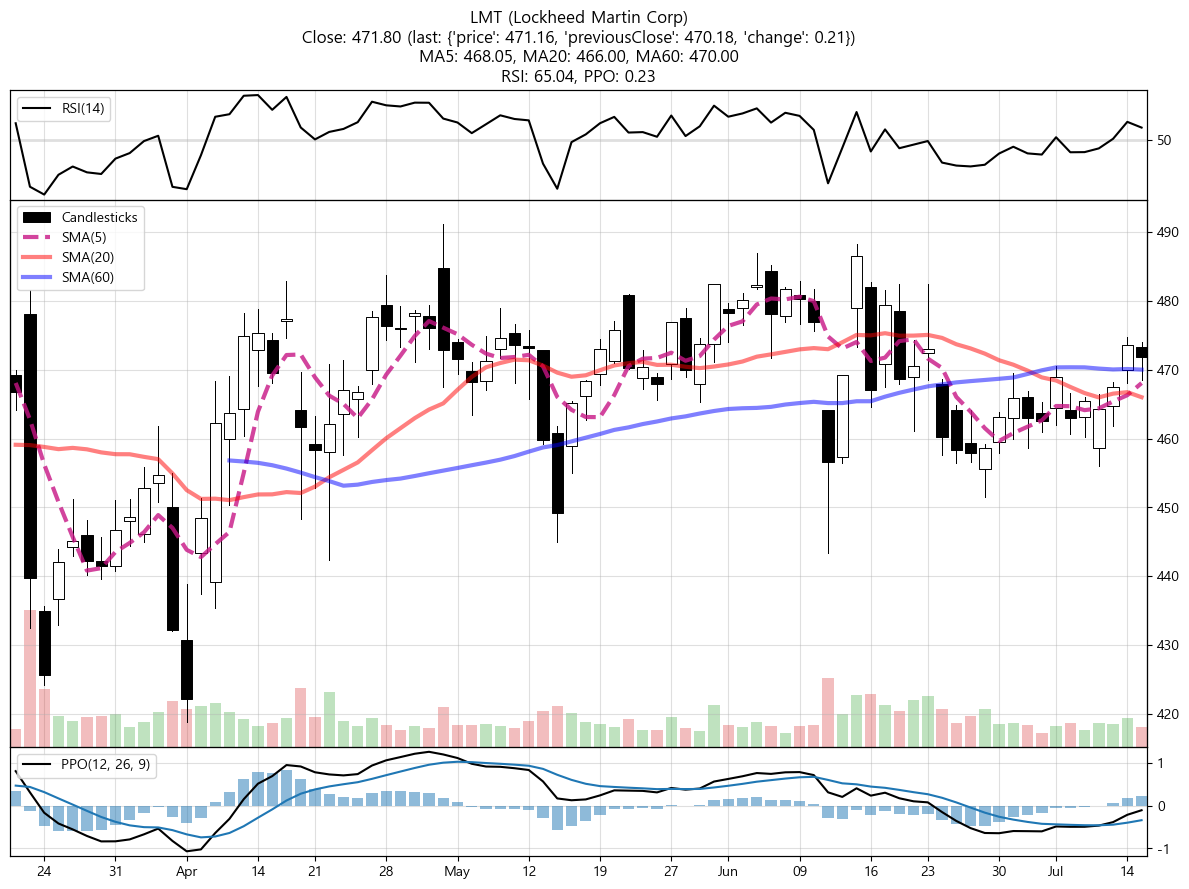 LMT (Lockheed Martin Corp)
Close: 471.80 (last: {'price': 471.16, 'previousClose': 470.18, 'change': 0.21})
MA5: 468.05, MA20: 466.00, MA60: 470.00
RSI: 65.04, PPO: 0.23
RSI(14)
50
Candlesticks
SMA(5)
SMA(20)
SMA(60)
490
480
470
460
450
440
430
420
PPO(12, 26, 9)
1
0
-1
24 31 Apr 14 21 28 May 12 19 27 Jun 09 16 23 30 Jul 14